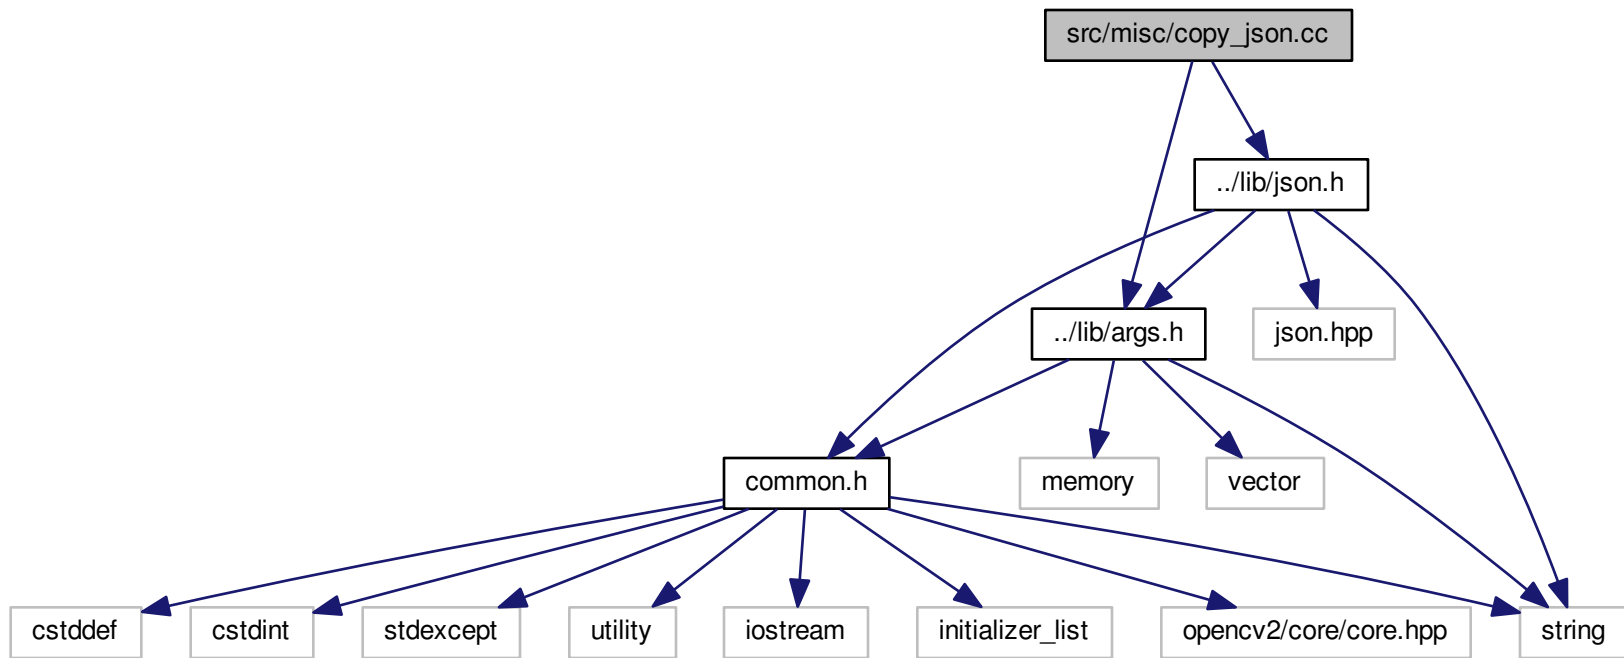 src/misc/copy_json.cc
../lib/json.h
../lib/args.h
json.hpp
common.h
memory
vector
cstddef
cstdint
stdexcept
utility
iostream
initializer_list
opencv2/core/core.hpp
string